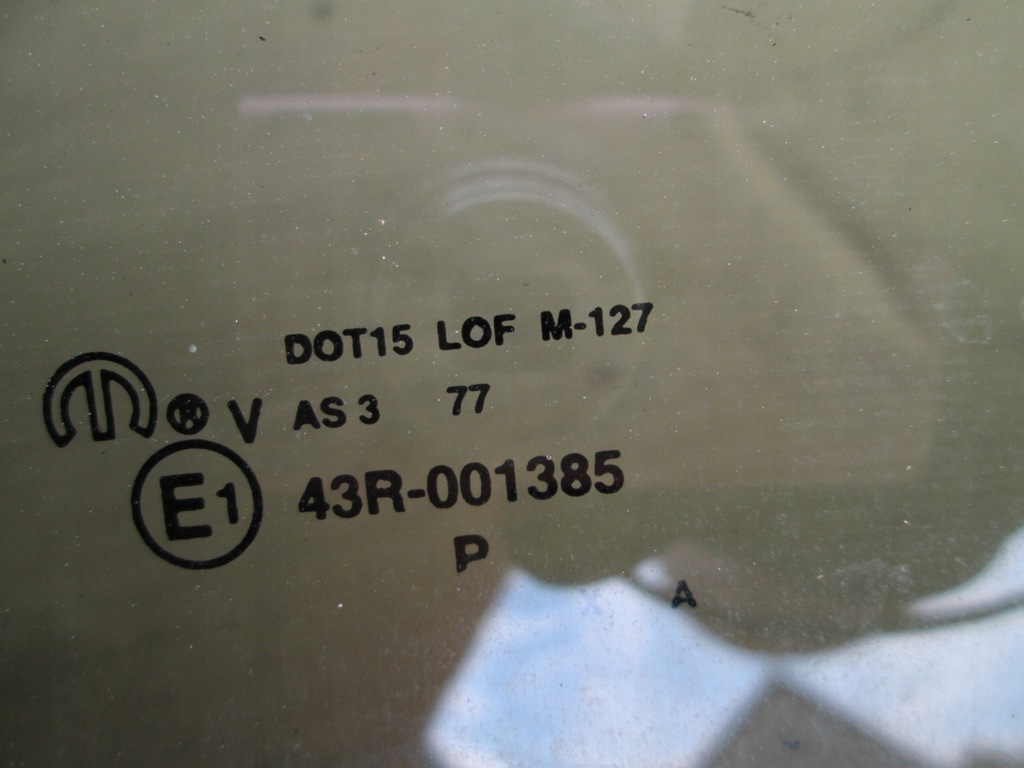 DOT15 LOF M-127
® V AS 3 77
E1 43R-001385
P
A